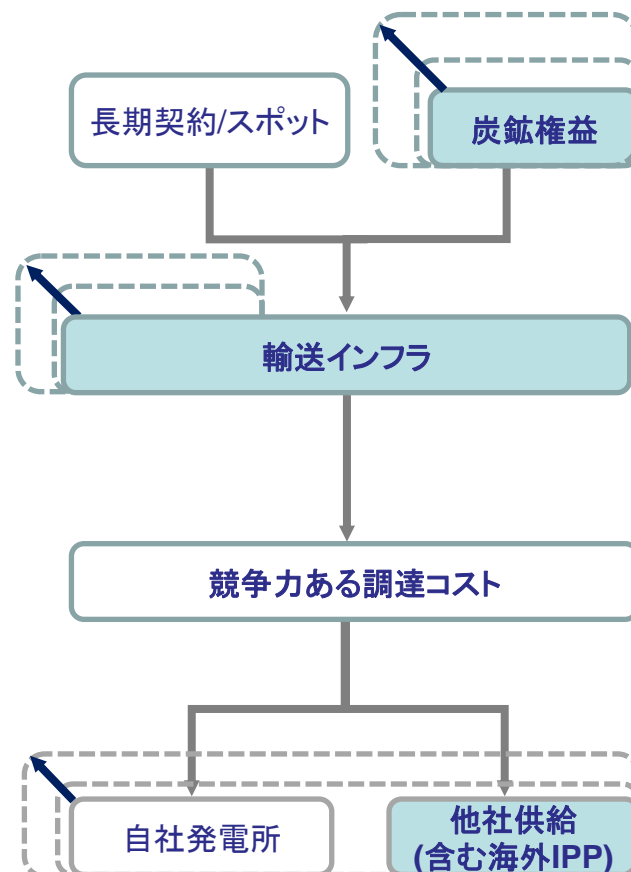 長期契約/スポット
炭鉱権益
輸送インフラ
競争力ある調達コスト
自社発電所
他社供給
(含む海外IPP)